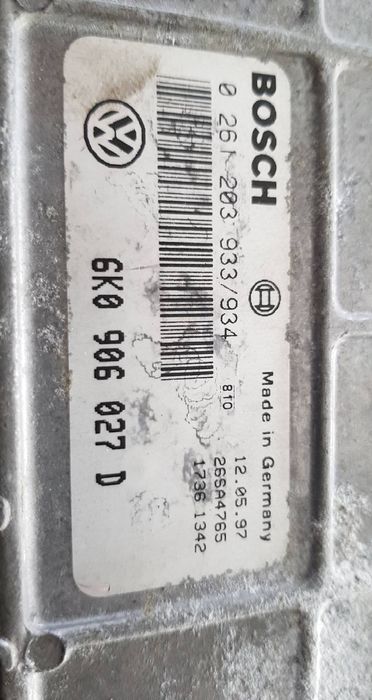 BOSCH Made in Germany
0 261 203 933/934 12.05.97
810 26SA4765
1736 1342
VW
6K0 906 027 D